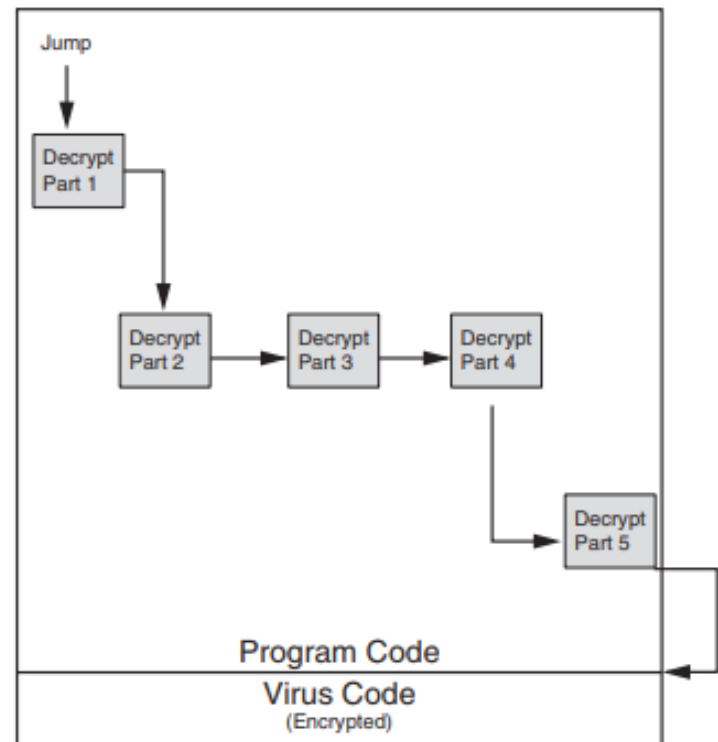 Jump
Decrypt
Part 1
Decrypt
Part 2
Decrypt
Part 3
Decrypt
Part 4
Decrypt
Part 5
Program Code
Virus Code
(Encrypted)